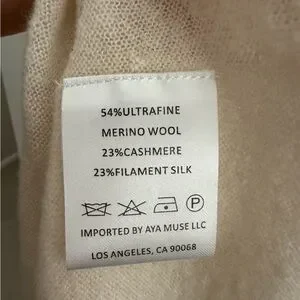 54%ULTRAFINE
MERINO WOOL
23%CASHMERE
23%FILAMENT SILK
P
IMPORTED BY AYA MUSE LLC
LOS ANGELES, CA 90068